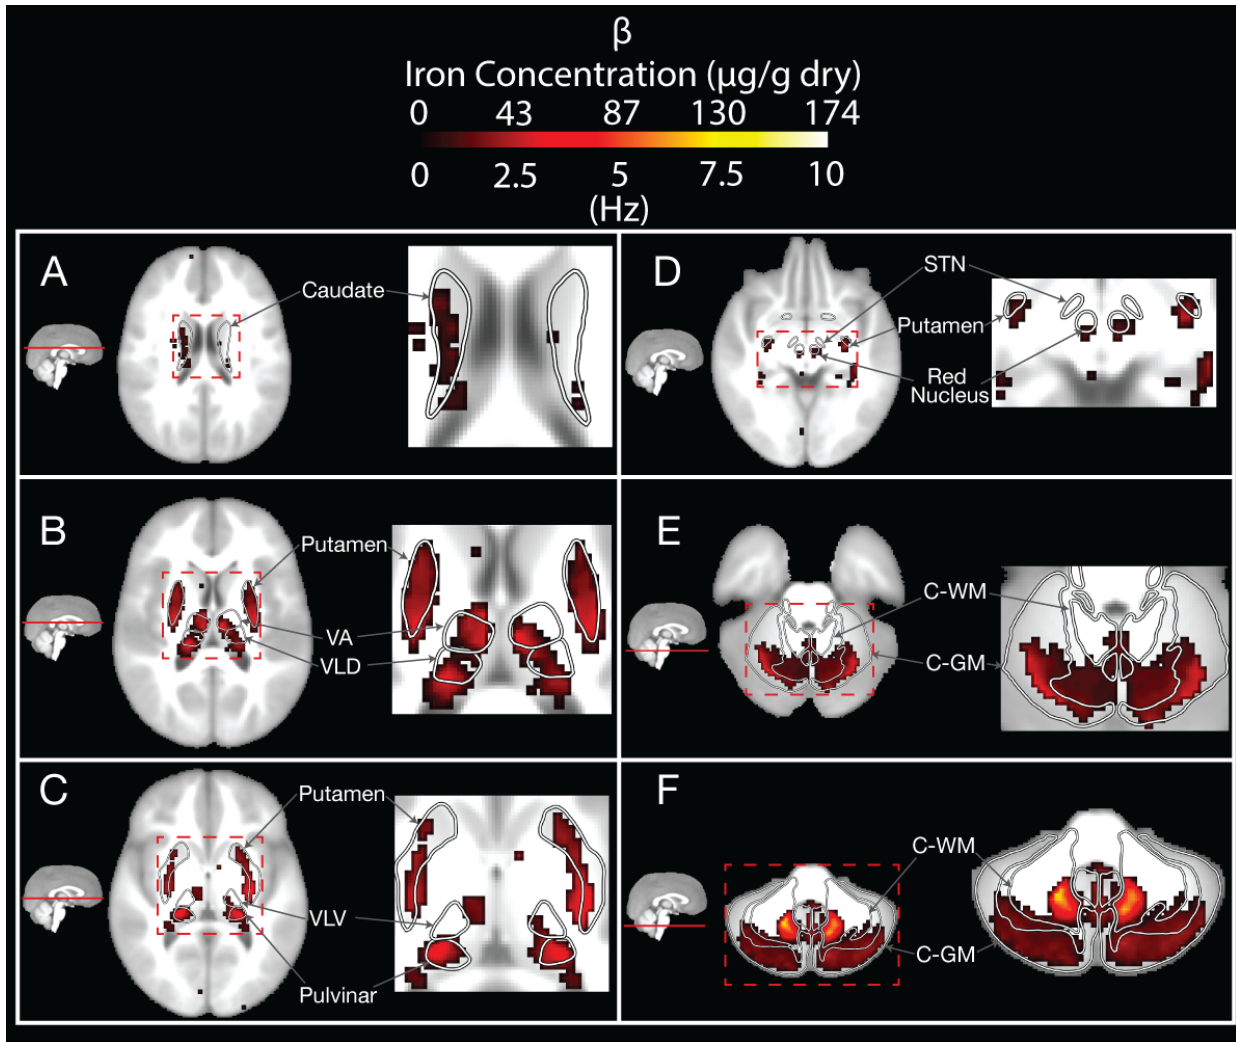 β
Iron Concentration (μg/g dry)
0 43 87 130 174
0 2.5 5 7.5 10
(Hz)
A
Caudate
B
Putamen
VA
VLD
C
Putamen
VLV
Pulvinar
D
STN
Putamen
Red
Nucleus
E
C-WM
C-GM
F
C-WM
C-GM